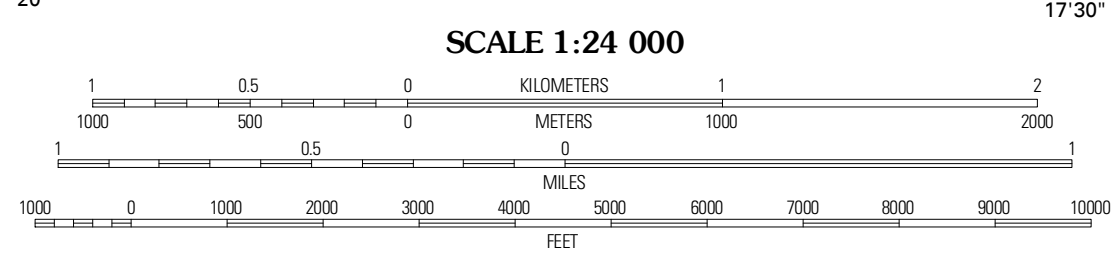 20
17'30"
SCALE 1:24 000
1 0.5 0 KILOMETERS 1 2
1000 500 0 METERS 1000 2000
1 0.5 0 1
MILES
1000 0 1000 2000 3000 4000 5000 6000 7000 8000 9000 10000
FEET